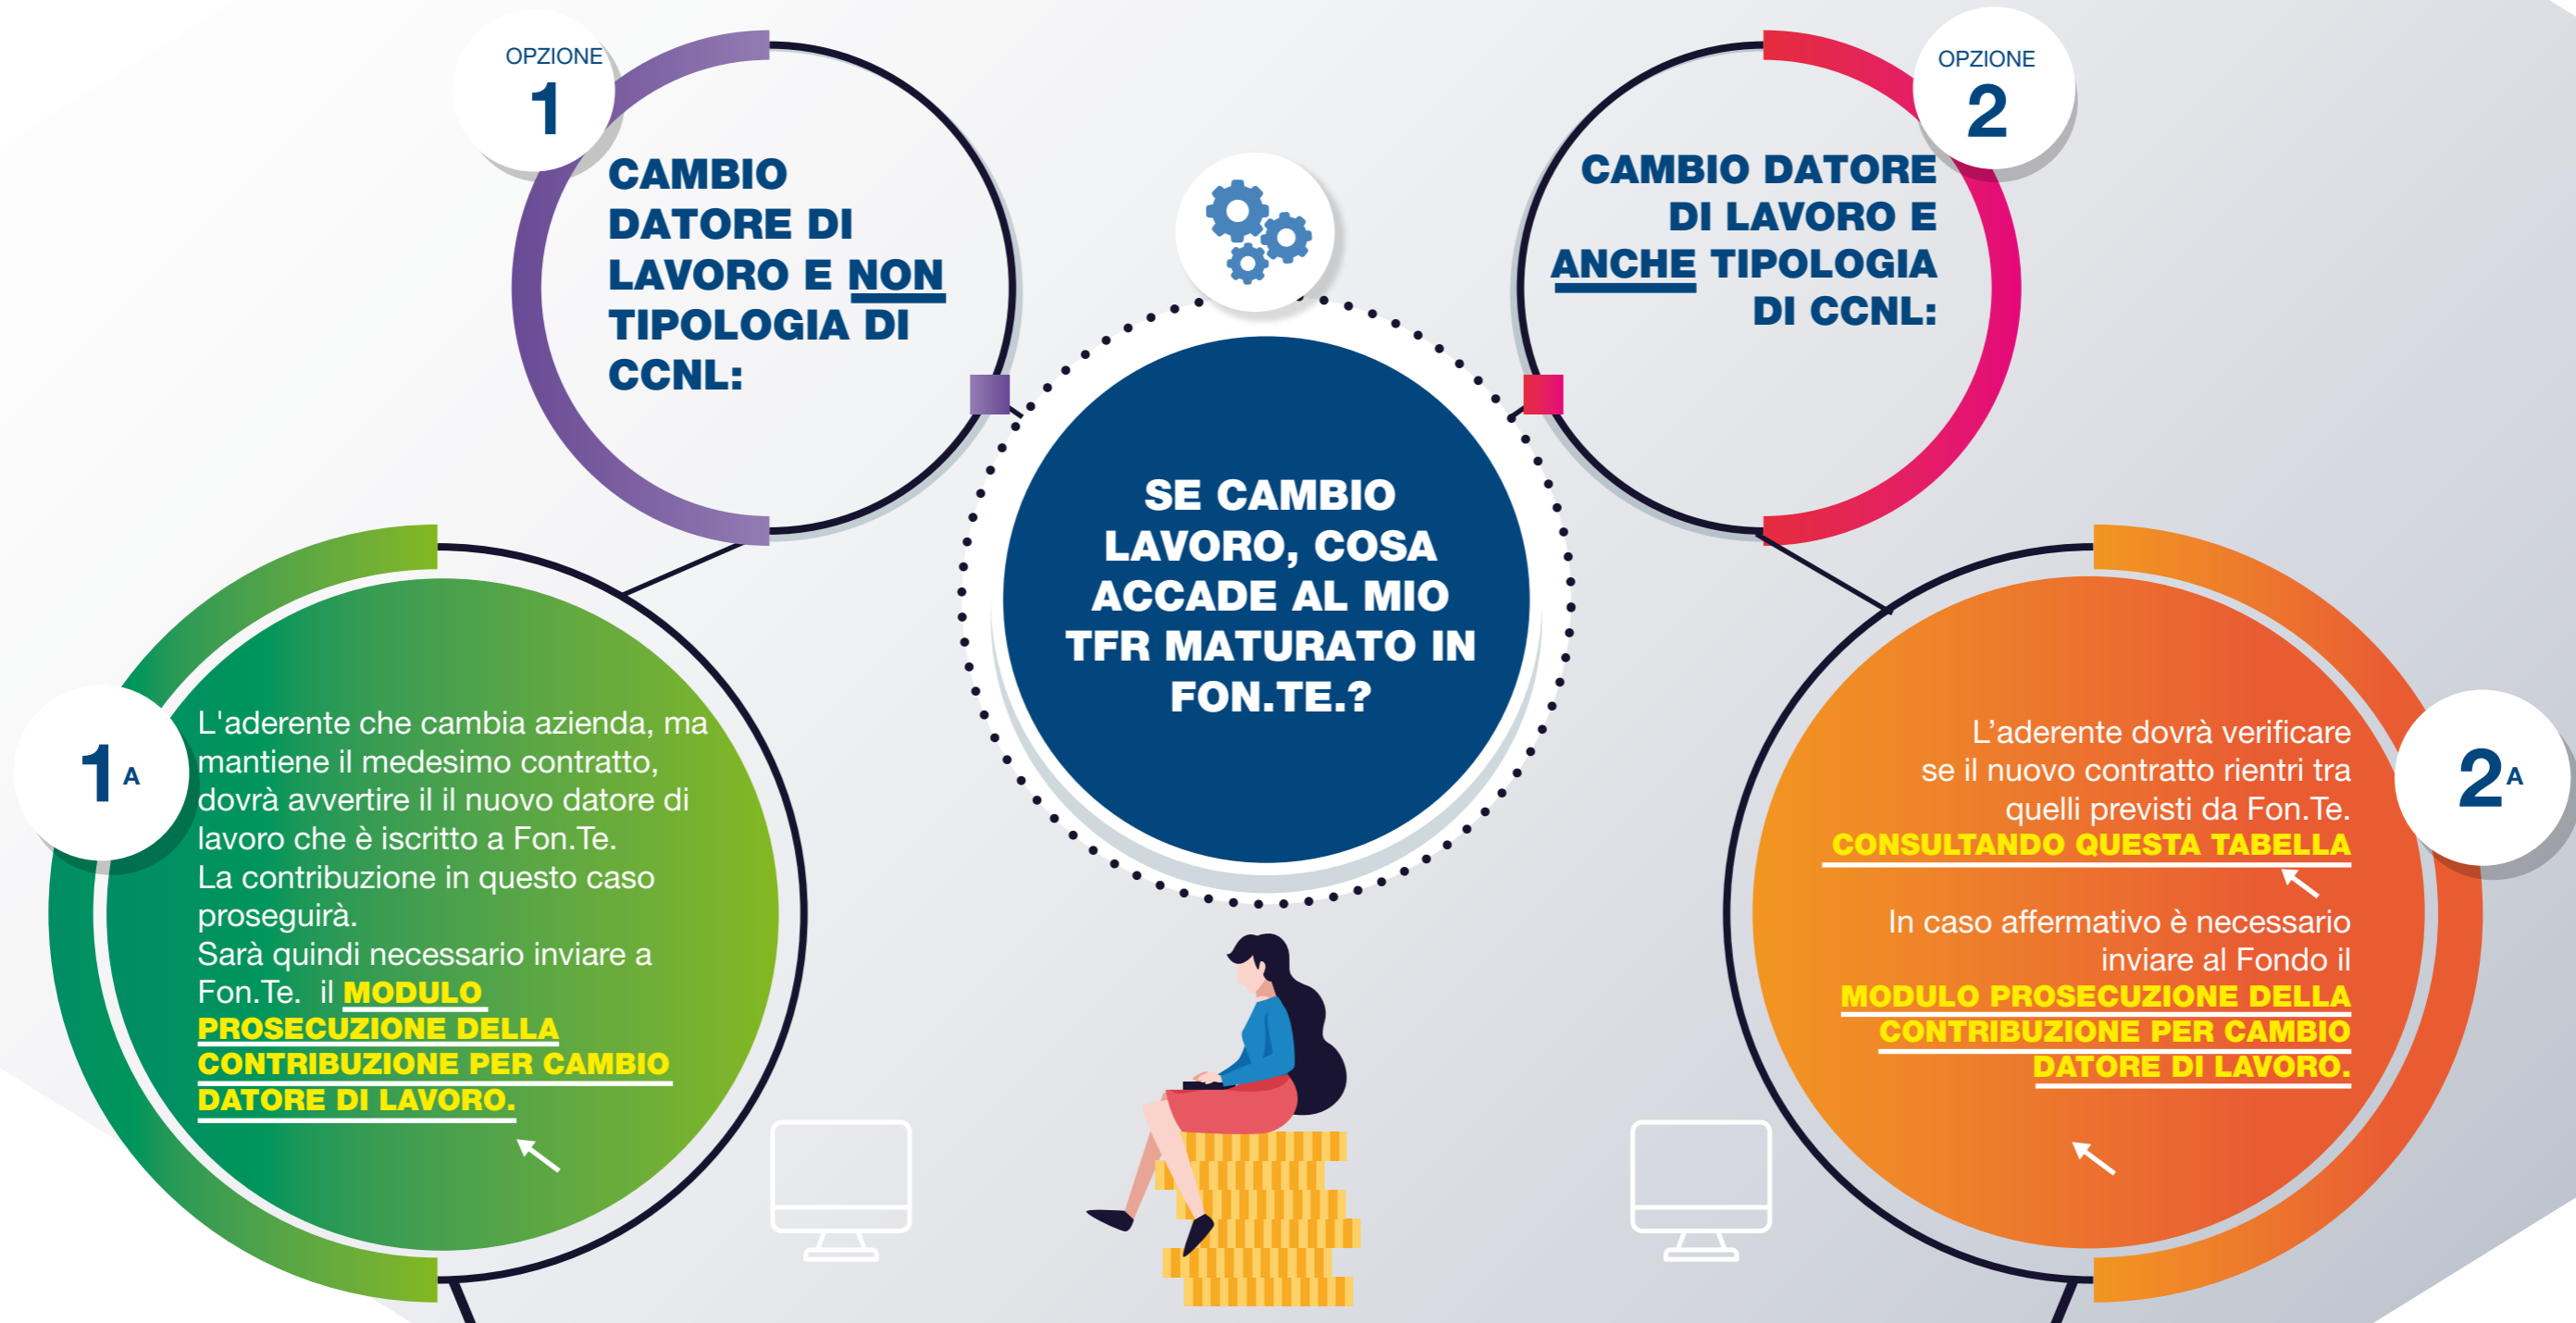 OPZIONE
1
CAMBIO
DATORE DI
LAVORO E NON
TIPOLOGIA DI
CCNL:
OPZIONE
2
CAMBIO DATORE
DI LAVORO E
ANCHE TIPOLOGIA
DI CCNL:
SE CAMBIO
LAVORO, COSA
ACCADE AL MIO
TFR MATURATO IN
FON.TE.?
1A
L'aderente che cambia azienda, ma
mantiene il medesimo contratto,
dovrà avvertire il il nuovo datore di
lavoro che è iscritto a Fon.Te.
La contribuzione in questo caso
proseguirà.
Sarà quindi necessario inviare a
Fon.Te. il MODULO
PROSECUZIONE DELLA
CONTRIBUZIONE PER CAMBIO
DATORE DI LAVORO.
2A
L’aderente dovrà verificare
se il nuovo contratto rientri tra
quelli previsti da Fon.Te.
CONSULTANDO QUESTA TABELLA
In caso affermativo è necessario
inviare al Fondo il
MODULO PROSECUZIONE DELLA
CONTRIBUZIONE PER CAMBIO
DATORE DI LAVORO.